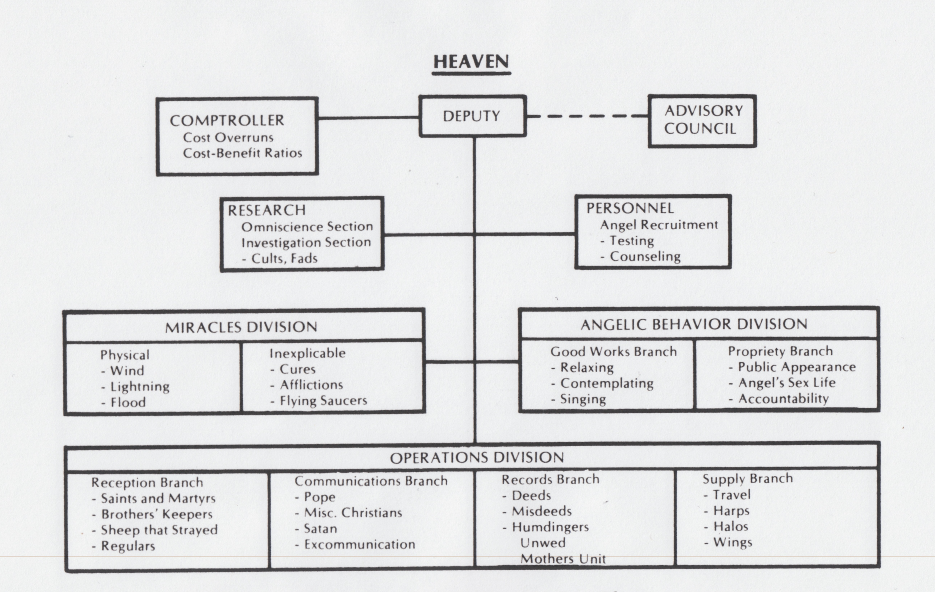 HEAVEN
COMPTROLLER
Cost Overruns
Cost-Benefit Ratios
DEPUTY
ADVISORY
COUNCIL
RESEARCH
Omniscience Section
Investigation Section
- Cults, Fads
PERSONNEL
Angel Recruitment
- Testing
- Counseling
MIRACLES DIVISION
Physical
- Wind
- Lightning
- Flood
Inexplicable
- Cures
- Afflictions
- Flying Saucers
ANGELIC BEHAVIOR DIVISION
Good Works Branch
- Relaxing
- Contemplating
- Singing
Propriety Branch
- Public Appearance
- Angel's Sex Life
- Accountability
OPERATIONS DIVISION
Reception Branch
- Saints and Martyrs
- Brothers' Keepers
- Sheep that Strayed
- Regulars
Communications Branch
- Pope
- Misc. Christians
- Satan
- Excommunication
Records Branch
- Deeds
- Misdeeds
- Humdingers
Unwed
Mothers Unit
Supply Branch
- Travel
- Harps
- Halos
- Wings